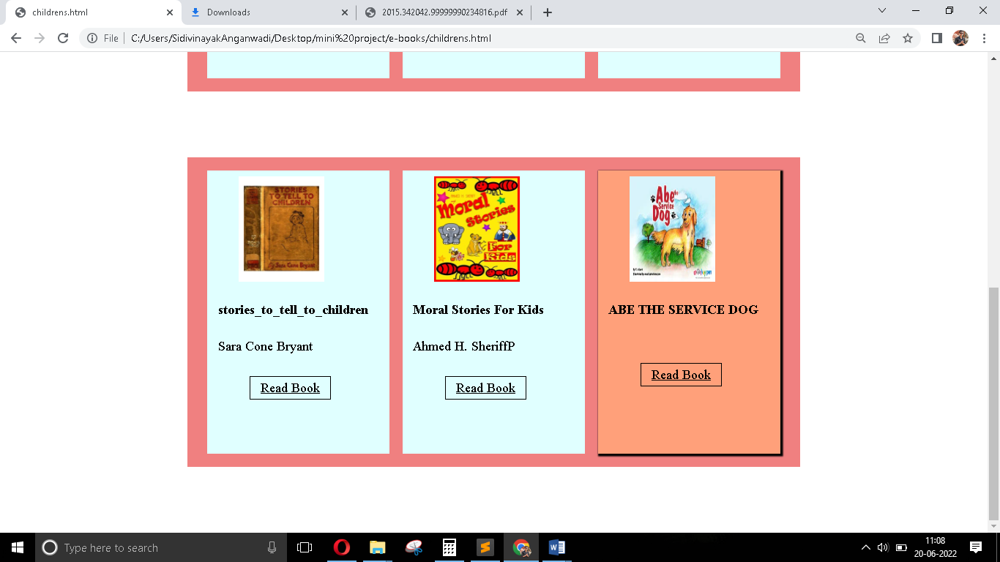 childrens.html
Downloads
2015.342042.99999990234816.pdf
File
C:/Users/SidivinayakAnganwadi/Desktop/mini%20project/e-books/childrens.html
STORIES
TO TELL TO
CHILDREN
Sara Cone Bryant
Moral
Stories
For
Kids
Abe the
Service
Dog
stories_to_tell_to_children
Moral Stories For Kids
ABE THE SERVICE DOG
Sara Cone Bryant
Ahmed H. SheriffP
Read Book
Read Book
Read Book
Type here to search
11:08
20-06-2022